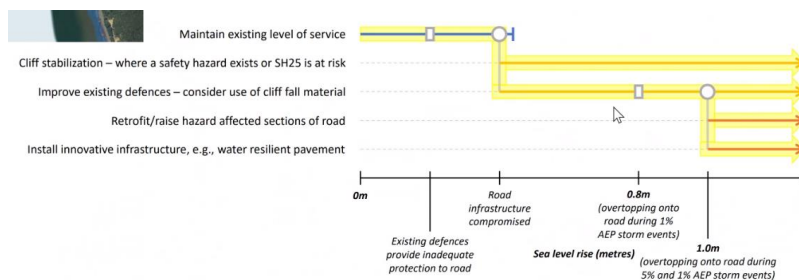 Maintain existing level of service
Cliff stabilization – where a safety hazard exists or SH25 is at risk
Improve existing defences – consider use of cliff fall material
Retrofit/raise hazard affected sections of road
Install innovative infrastructure, e.g., water resilient pavement
0m
Existing defences
provide inadequate
protection to road
Road
infrastructure
compromised
0.8m
(overtopping onto
road during 1%
AEP storm events)
Sea level rise (metres)
1.0m
(overtopping onto road during
5% and 1% AEP storm events)